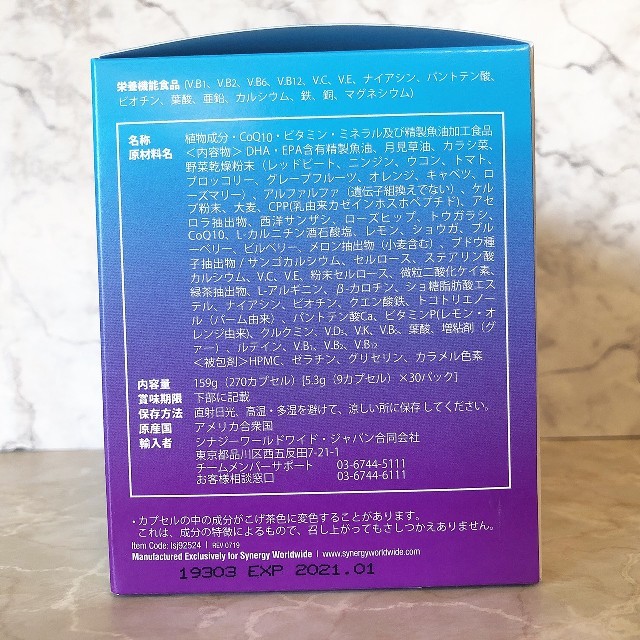 栄養機能食品 (V.B1、V.B2、V.B6、V.B12、V.C、V.E、ナイアシン、パントテン酸、
ビオチン、葉酸、亜鉛、カルシウム、鉄、銅、マグネシウム)
名称 植物成分・CoQ10・ビタミン・ミネラル及び精製魚油加工食品
原材料名 <内容物> DHA・EPA含有精製魚油、月見草油、カラシ菜、
野菜乾燥粉末（レッドビート、ニンジン、ウコン、トマト、
ブロッコリー、グレープフルーツ、オレンジ、キャベツ、ロ
ーズマリー）、アルファルファ（遺伝子組換えでない）、ケル
プ粉末、大麦、CPP(乳由来カゼインホスホペプチド)、アセ
ロラ抽出物、西洋サンザシ、ローズヒップ、トウガラシ、
CoQ10、L-カルニチン酒石酸塩、レモン、ショウガ、ブル
ーベリー、ビルベリー、メロン抽出物（小麦含む）、ブドウ種
子抽出物 / サンゴカルシウム、セルロース、ステアリン酸
カルシウム、V.C、V.E、粉末セルロース、微粒二酸化ケイ素、
緑茶抽出物、L-アルギニン、β-カロチン、ショ糖脂肪酸エス
テル、ナイアシン、ビオチン、クエン酸鉄、トコトリエノー
ル（パーム由来）、パントテン酸Ca、ビタミンP(レモン・オ
レンジ由来)、クルクミン、V.D₃、V.K、V.B₆、葉酸、増粘剤（グ
ァー）、ルテイン、V.B₁、V.B₂、V.B₁₂
<被包剤>HPMC、ゼラチン、グリセリン、カラメル色素
内容量 159g（270カプセル）[5.3g（9カプセル）×30パック]
賞味期限 下部に記載
保存方法 直射日光、高温・多湿を避けて、涼しい所に保存してください。
原産国 アメリカ合衆国
輸入者 シナジーワールドワイド・ジャパン合同会社
東京都品川区西五反田7-21-1
チームメンバーサポート 03-6744-5111
お客様相談窓口 03-6744-6111
・カプセルの中の成分がこげ茶色に変色することがあります。
これは、成分の特徴によるもので、召し上がってもさしつかえありません。
Item Code: lsj92524 | REV 0719
Manufactured Exclusively for Synergy Worldwide | www.synergyworldwide.com
19303 EXP 2021.01